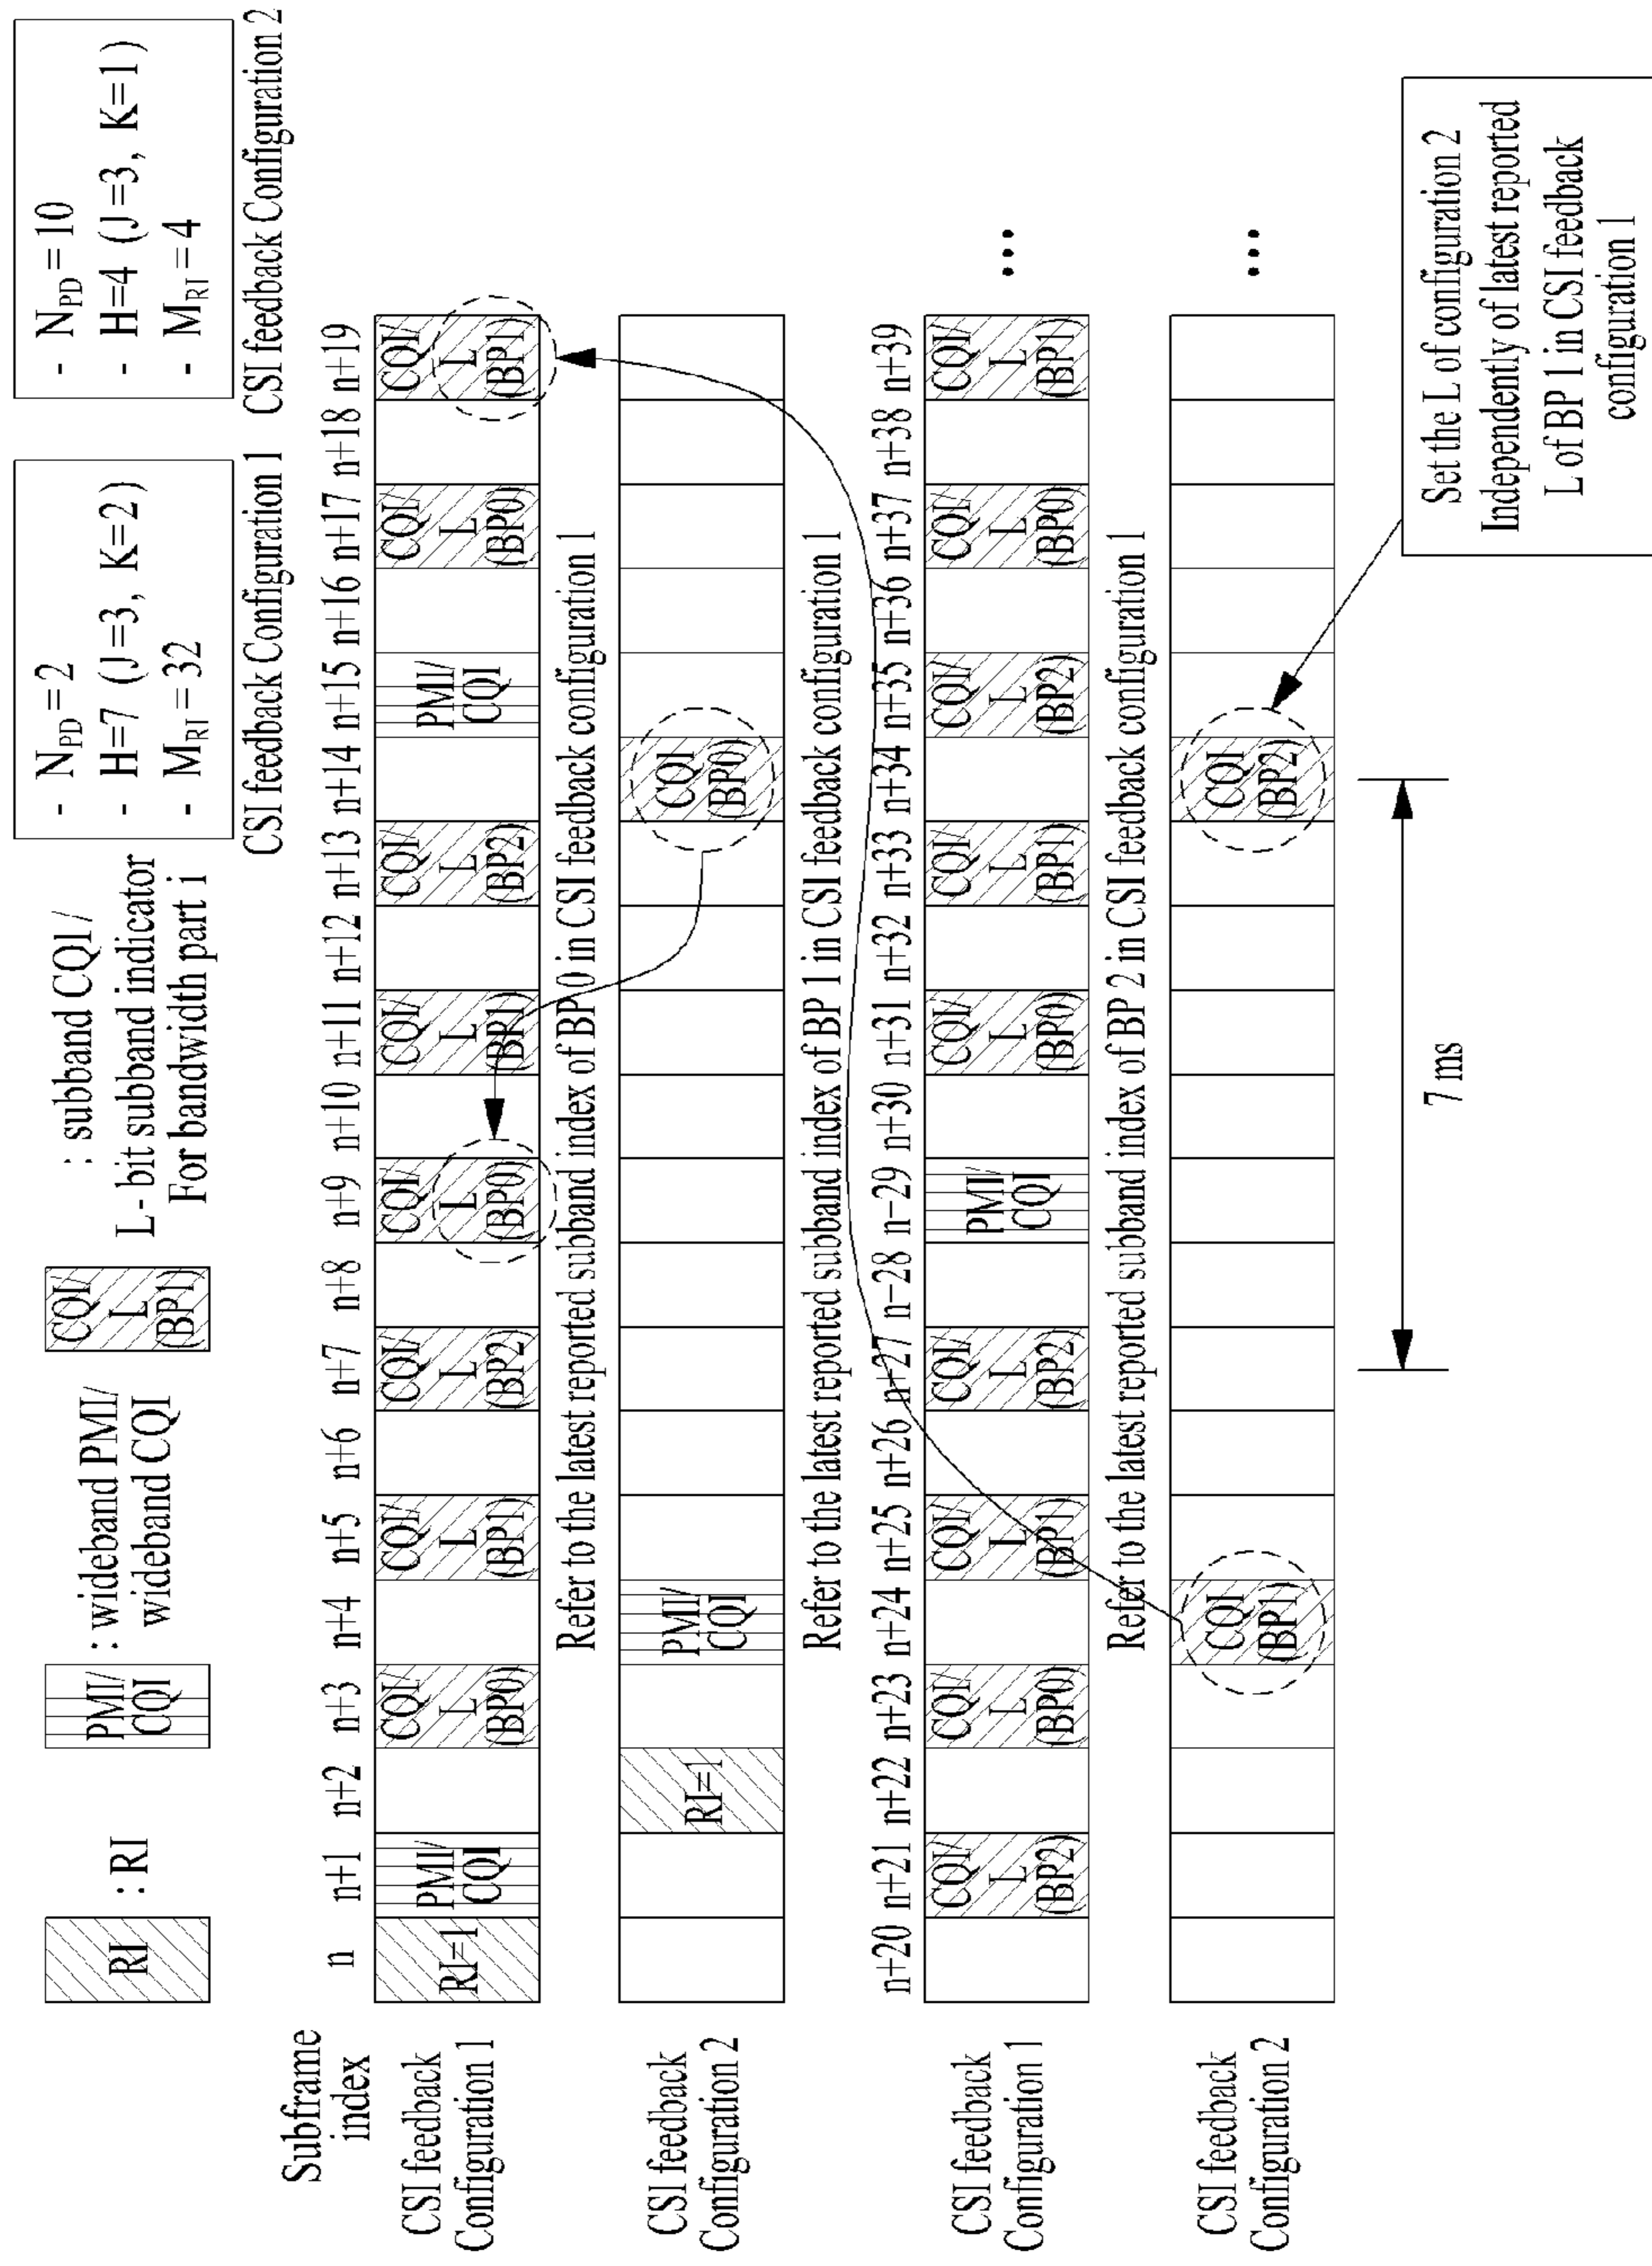 RI
: RI
PMI/
CQI
: wideband PMI/
wideband CQI
CQI/
L
(BP1)
: subband CQI /
L- bit subband indicator
For bandwidth part i
- N_PD = 2
- H=7 (J=3, K=2)
- M_RI = 32
CSI feedback Configuration 1
- N_PD = 10
- H=4 (J=3, K=1)
- M_RI = 4
CSI feedback Configuration 2
Subframe
index
n n+1 n+2 n+3 n+4 n+5 n+6 n+7 n+8 n+9 n+10 n+11 n+12 n+13 n+14 n+15 n+16 n+17 n+18 n+19
CSI feedback
Configuration 1
RI=1
PMI/
CQI
CQI/
L
(BP0)
CQI/
L
(BP1)
CQI/
L
(BP2)
CQI/
L
(BP0)
CQI/
L
(BP1)
CQI/
L
(BP2)
PMI/
CQI
CQI/
L
(BP0)
CQI/
L
(BP1)
Refer to the latest reported subband index of BP 0 in CSI feedback configuration 1
CSI feedback
Configuration 2
RI=1
PMI/
CQI
CQI
(BP0)
Refer to the latest reported subband index of BP 1 in CSI feedback configuration 1
n+20 n+21 n+22 n+23 n+24 n+25 n+26 n+27 n−28 n−29 n+30 n+31 n+32 n+33 n+34 n+35 n+36 n+37 n+38 n+39
CSI feedback
Configuration 1
CQI/
L
(BP2)
CQI/
L
(BP0)
CQI/
L
(BP1)
CQI/
L
(BP2)
PMI/
CQI
CQI/
L
(BP0)
CQI/
L
(BP1)
CQI/
L
(BP2)
CQI/
L
(BP0)
CQI/
L
(BP1)
...
Refer to the latest reported subband index of BP 2 in CSI feedback configuration 1
CSI feedback
Configuration 2
CQI
(BP1)
CQI
(BP2)
...
7 ms
Set the L of configuration 2
Independently of latest reported
L of BP 1 in CSI feedback
configuration 1